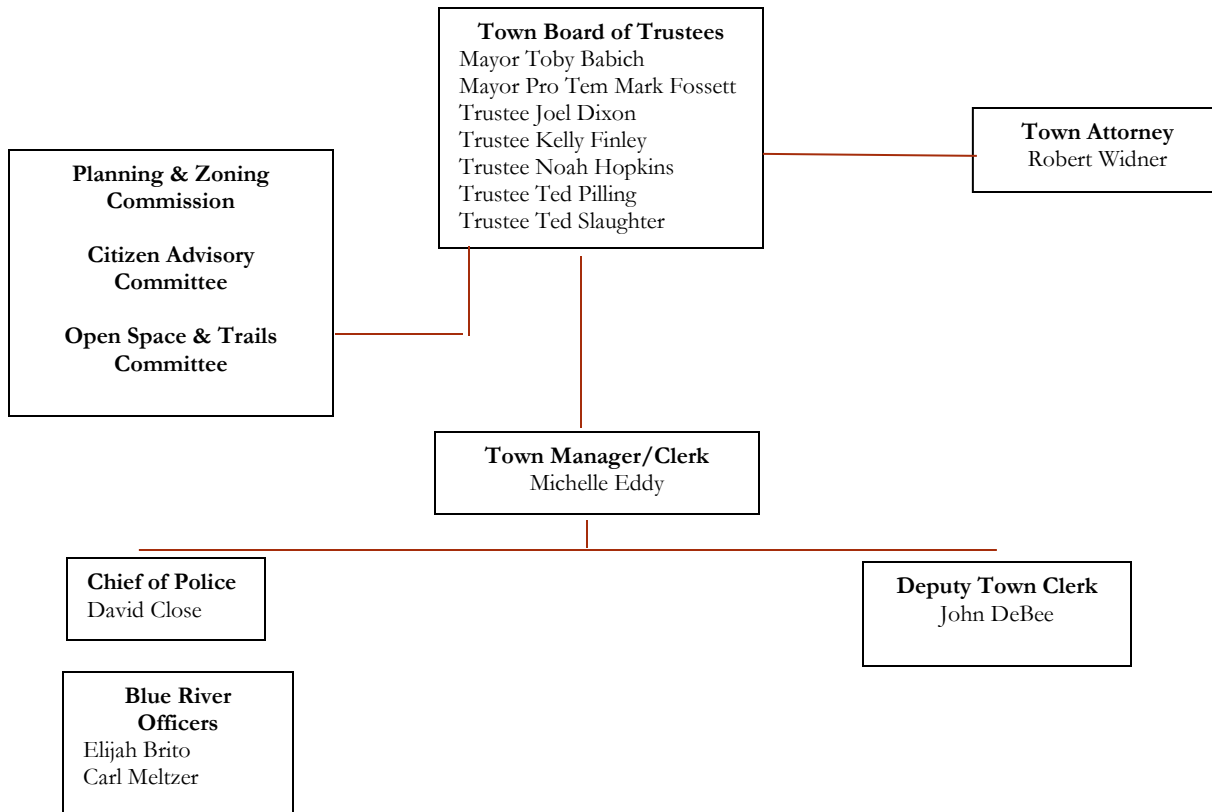 Town Board of Trustees
Mayor Toby Babich
Mayor Pro Tem Mark Fossett
Trustee Joel Dixon
Trustee Kelly Finley
Trustee Noah Hopkins
Trustee Ted Pilling
Trustee Ted Slaughter
Town Attorney
Robert Widner
Planning & Zoning
Commission
Citizen Advisory
Committee
Open Space & Trails
Committee
Town Manager/Clerk
Michelle Eddy
Chief of Police
David Close
Deputy Town Clerk
John DeBee
Blue River
Officers
Elijah Brito
Carl Meltzer